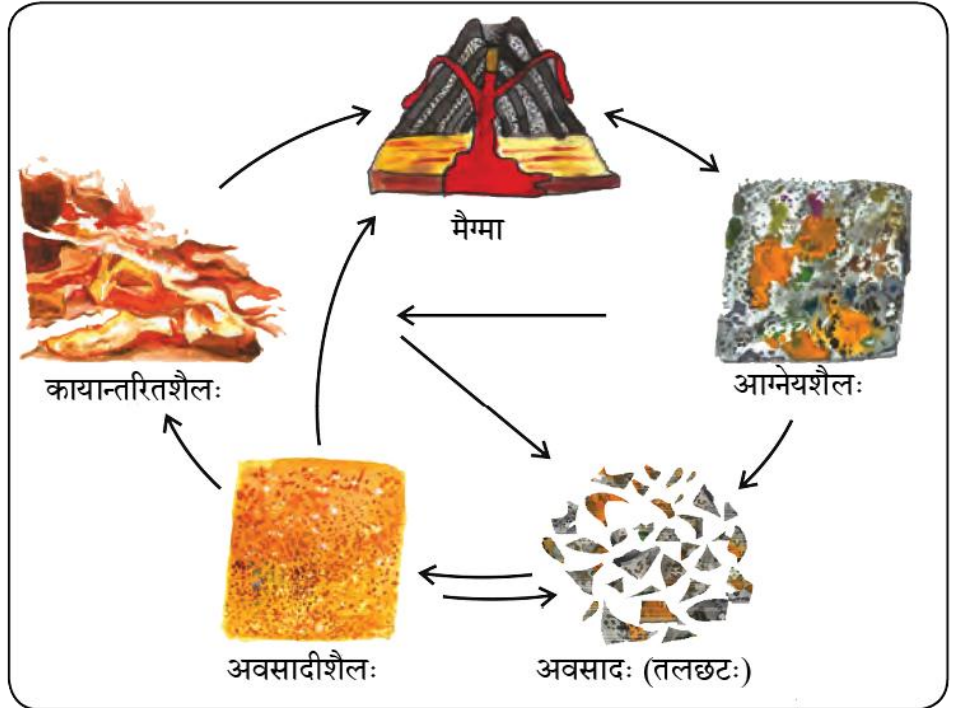 मैग्मा
कायान्तरितशैलः
आग्नेयशैलः
अवसादीशैलः
अवसादः (तलछटः)